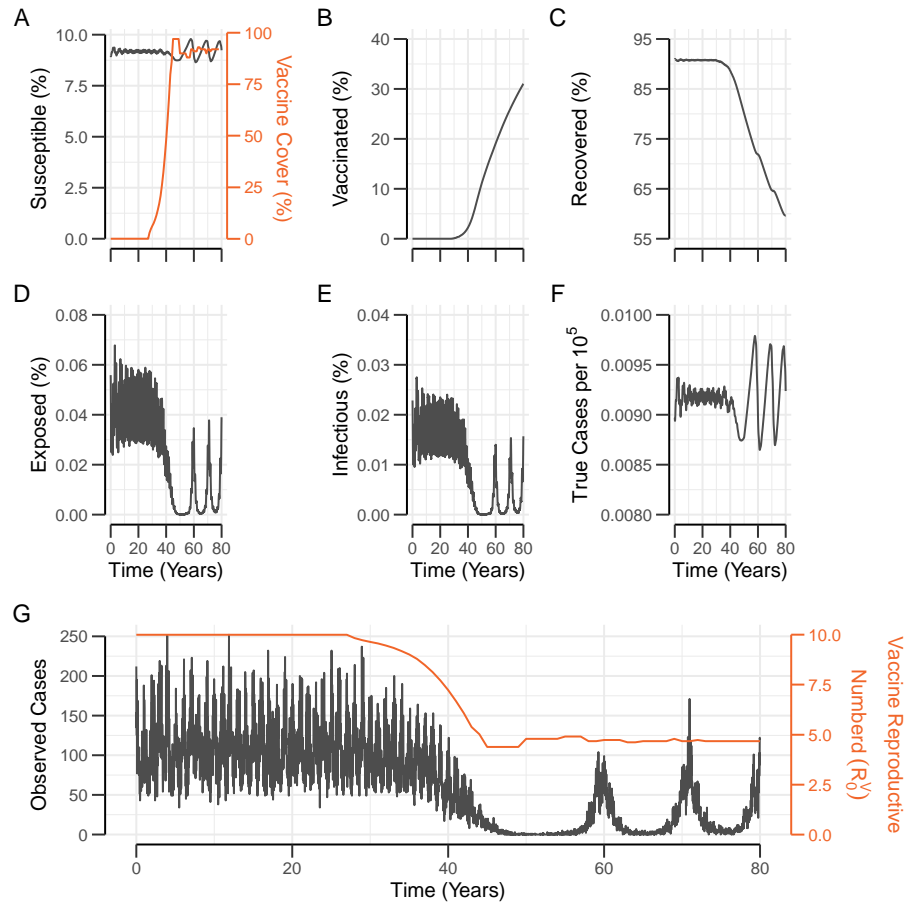 A
Susceptible (%)
10.0
7.5
5.0
2.5
0.0
100
75
50
25
0
Vaccine Cover (%)
B
Vaccinated (%)
40
30
20
10
0
C
Recovered (%)
95
85
75
65
55
D
Exposed (%)
0.08
0.06
0.04
0.02
0.00
0 20 40 60 80
Time (Years)
E
Infectious (%)
0.04
0.03
0.02
0.01
0.00
0 20 40 60 80
Time (Years)
F
True Cases per 10⁵
0.0100
0.0095
0.0090
0.0085
0.0080
0 20 40 60 80
Time (Years)
G
Observed Cases
250
200
150
100
50
0
0 20 40 60 80
Time (Years)
10.0
7.5
5.0
2.5
0.0
Vaccine Reproductive
Numberd (R₀ⱽ)